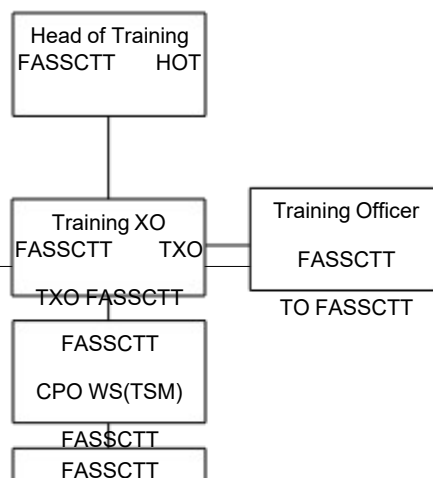 Head of Training
FASSCTT HOT
Training XO
FASSCTT TXO
TXO FASSCTT
Training Officer
FASSCTT
TO FASSCTT
FASSCTT
CPO WS(TSM)
FASSCTT
FASSCTT